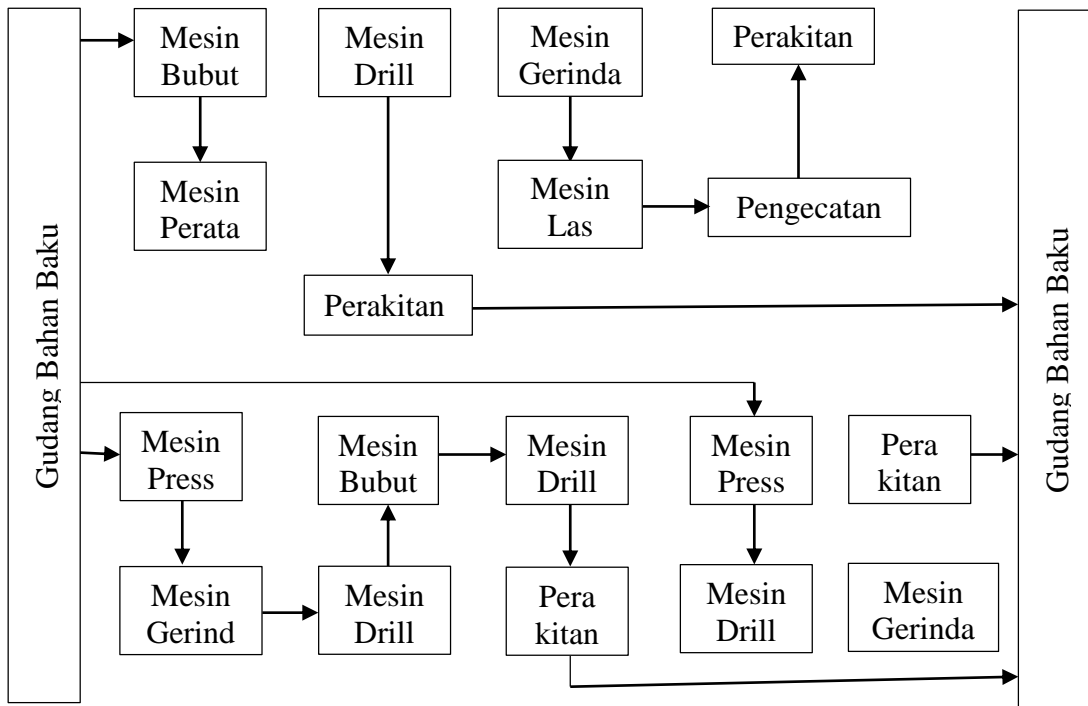 Gudang Bahan Baku
Mesin
Bubut
Mesin
Drill
Mesin
Gerinda
Perakitan
Mesin
Perata
Mesin
Las
Pengecatan
Perakitan
Mesin
Press
Mesin
Bubut
Mesin
Drill
Mesin
Press
Pera
kitan
Mesin
Gerind
Mesin
Drill
Pera
kitan
Mesin
Drill
Mesin
Gerinda
Gudang Bahan Baku